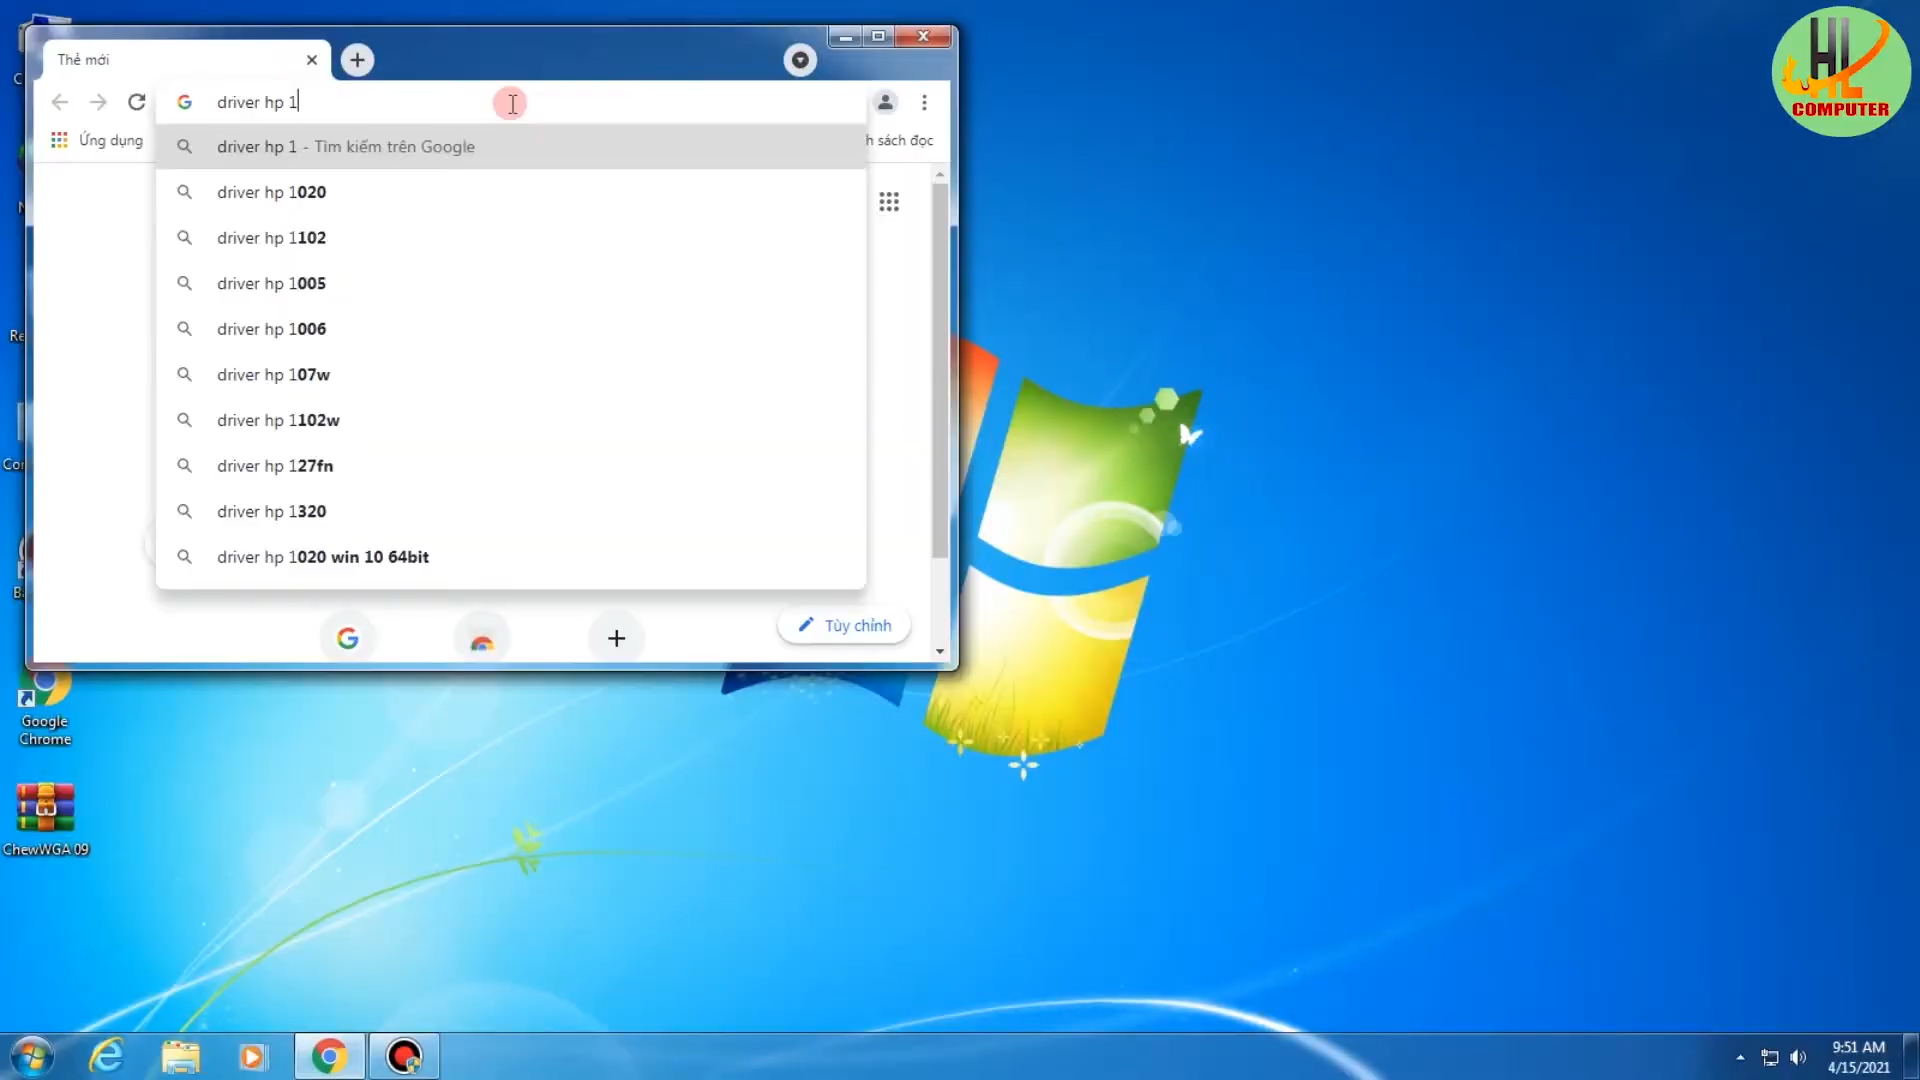 Thẻ mới
driver hp 1
Ứng dụng
h sách đọc
driver hp 1 - Tìm kiếm trên Google
driver hp 1020
driver hp 1102
driver hp 1005
driver hp 1006
driver hp 107w
driver hp 1102w
driver hp 127fn
driver hp 1320
driver hp 1020 win 10 64bit
Tùy chỉnh
Google
Chrome
ChewWGA 09
HL
COMPUTER
9:51 AM
4/15/2021